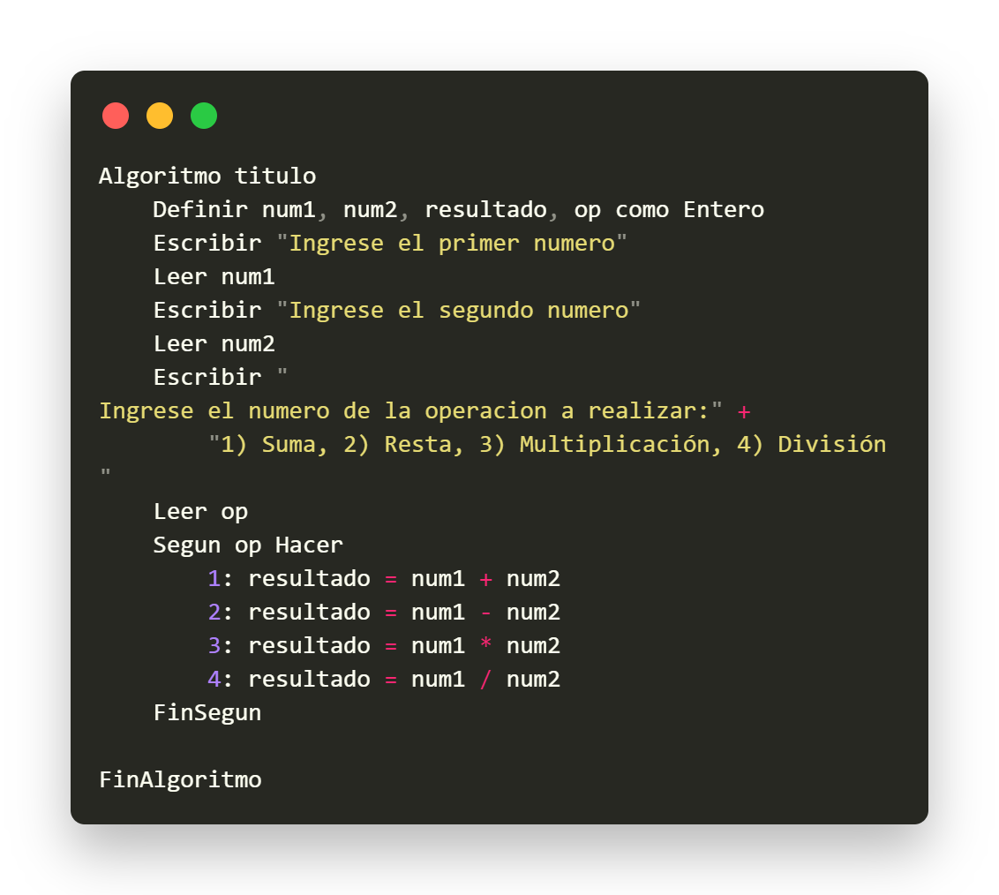 Algoritmo titulo
    Definir num1, num2, resultado, op como Entero
    Escribir "Ingrese el primer numero"
    Leer num1
    Escribir "Ingrese el segundo numero"
    Leer num2
    Escribir "
Ingrese el numero de la operacion a realizar:" +
        "1) Suma, 2) Resta, 3) Multiplicación, 4) División
"
    Leer op
    Segun op Hacer
        1: resultado = num1 + num2
        2: resultado = num1 - num2
        3: resultado = num1 * num2
        4: resultado = num1 / num2
    FinSegun

FinAlgoritmo